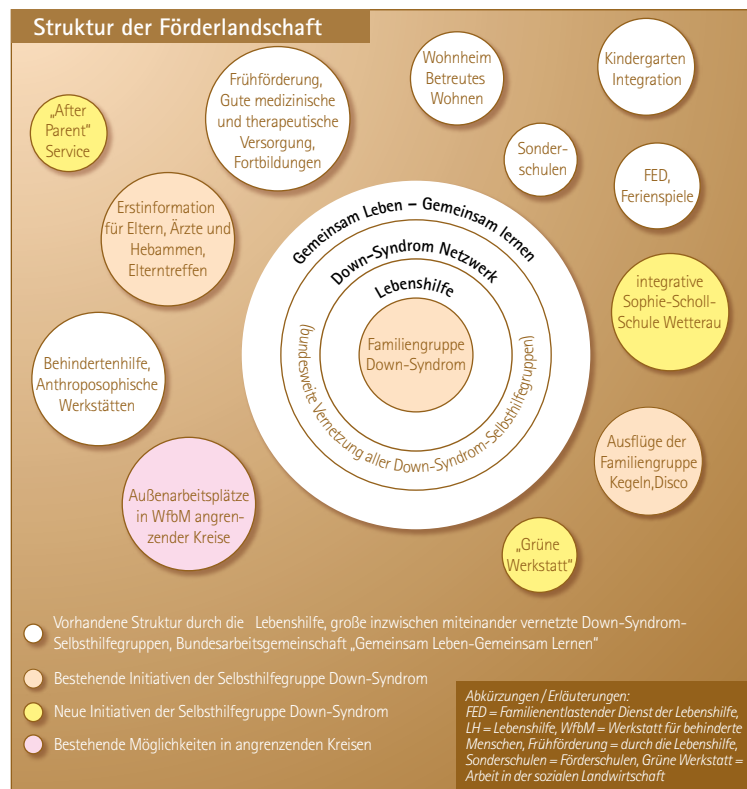 Struktur der Förderlandschaft
„After
Parent"
Service
Frühförderung,
Gute medizinische
und therapeutische
Versorgung,
Fortbildungen
Wohnheim
Betreutes
Wohnen
Kindergarten
Integration
Sonder-
schulen
FED,
Ferienspiele
Erstinformation
für Eltern, Ärzte und
Hebammen,
Elterntreffen
Gemeinsam Leben – Gemeinsam lernen
Down-Syndrom Netzwerk
Lebenshilfe
Familiengruppe
Down-Syndrom
(bundesweite Vernetzung aller Down-Syndrom-Selbsthilfegruppen)
integrative
Sophie-Scholl-
Schule Wetterau
Behindertenhilfe,
Anthroposophische
Werkstätten
Ausflüge der
Familiengruppe
Kegeln,Disco
Außenarbeitsplätze
in WfbM angren-
zender Kreise
„Grüne
Werkstatt"
Vorhandene Struktur durch die Lebenshilfe, große inzwischen miteinander vernetzte Down-Syndrom-
Selbsthilfegruppen, Bundesarbeitsgemeinschaft „Gemeinsam Leben-Gemeinsam Lernen"
Bestehende Initiativen der Selbsthilfegruppe Down-Syndrom
Neue Initiativen der Selbsthilfegruppe Down-Syndrom
Bestehende Möglichkeiten in angrenzenden Kreisen
Abkürzungen / Erläuterungen:
FED = Familienentlastender Dienst der Lebenshilfe,
LH = Lebenshilfe, WfbM = Werkstatt für behinderte
Menschen, Frühförderung = durch die Lebenshilfe,
Sonderschulen = Förderschulen, Grüne Werkstatt =
Arbeit in der sozialen Landwirtschaft